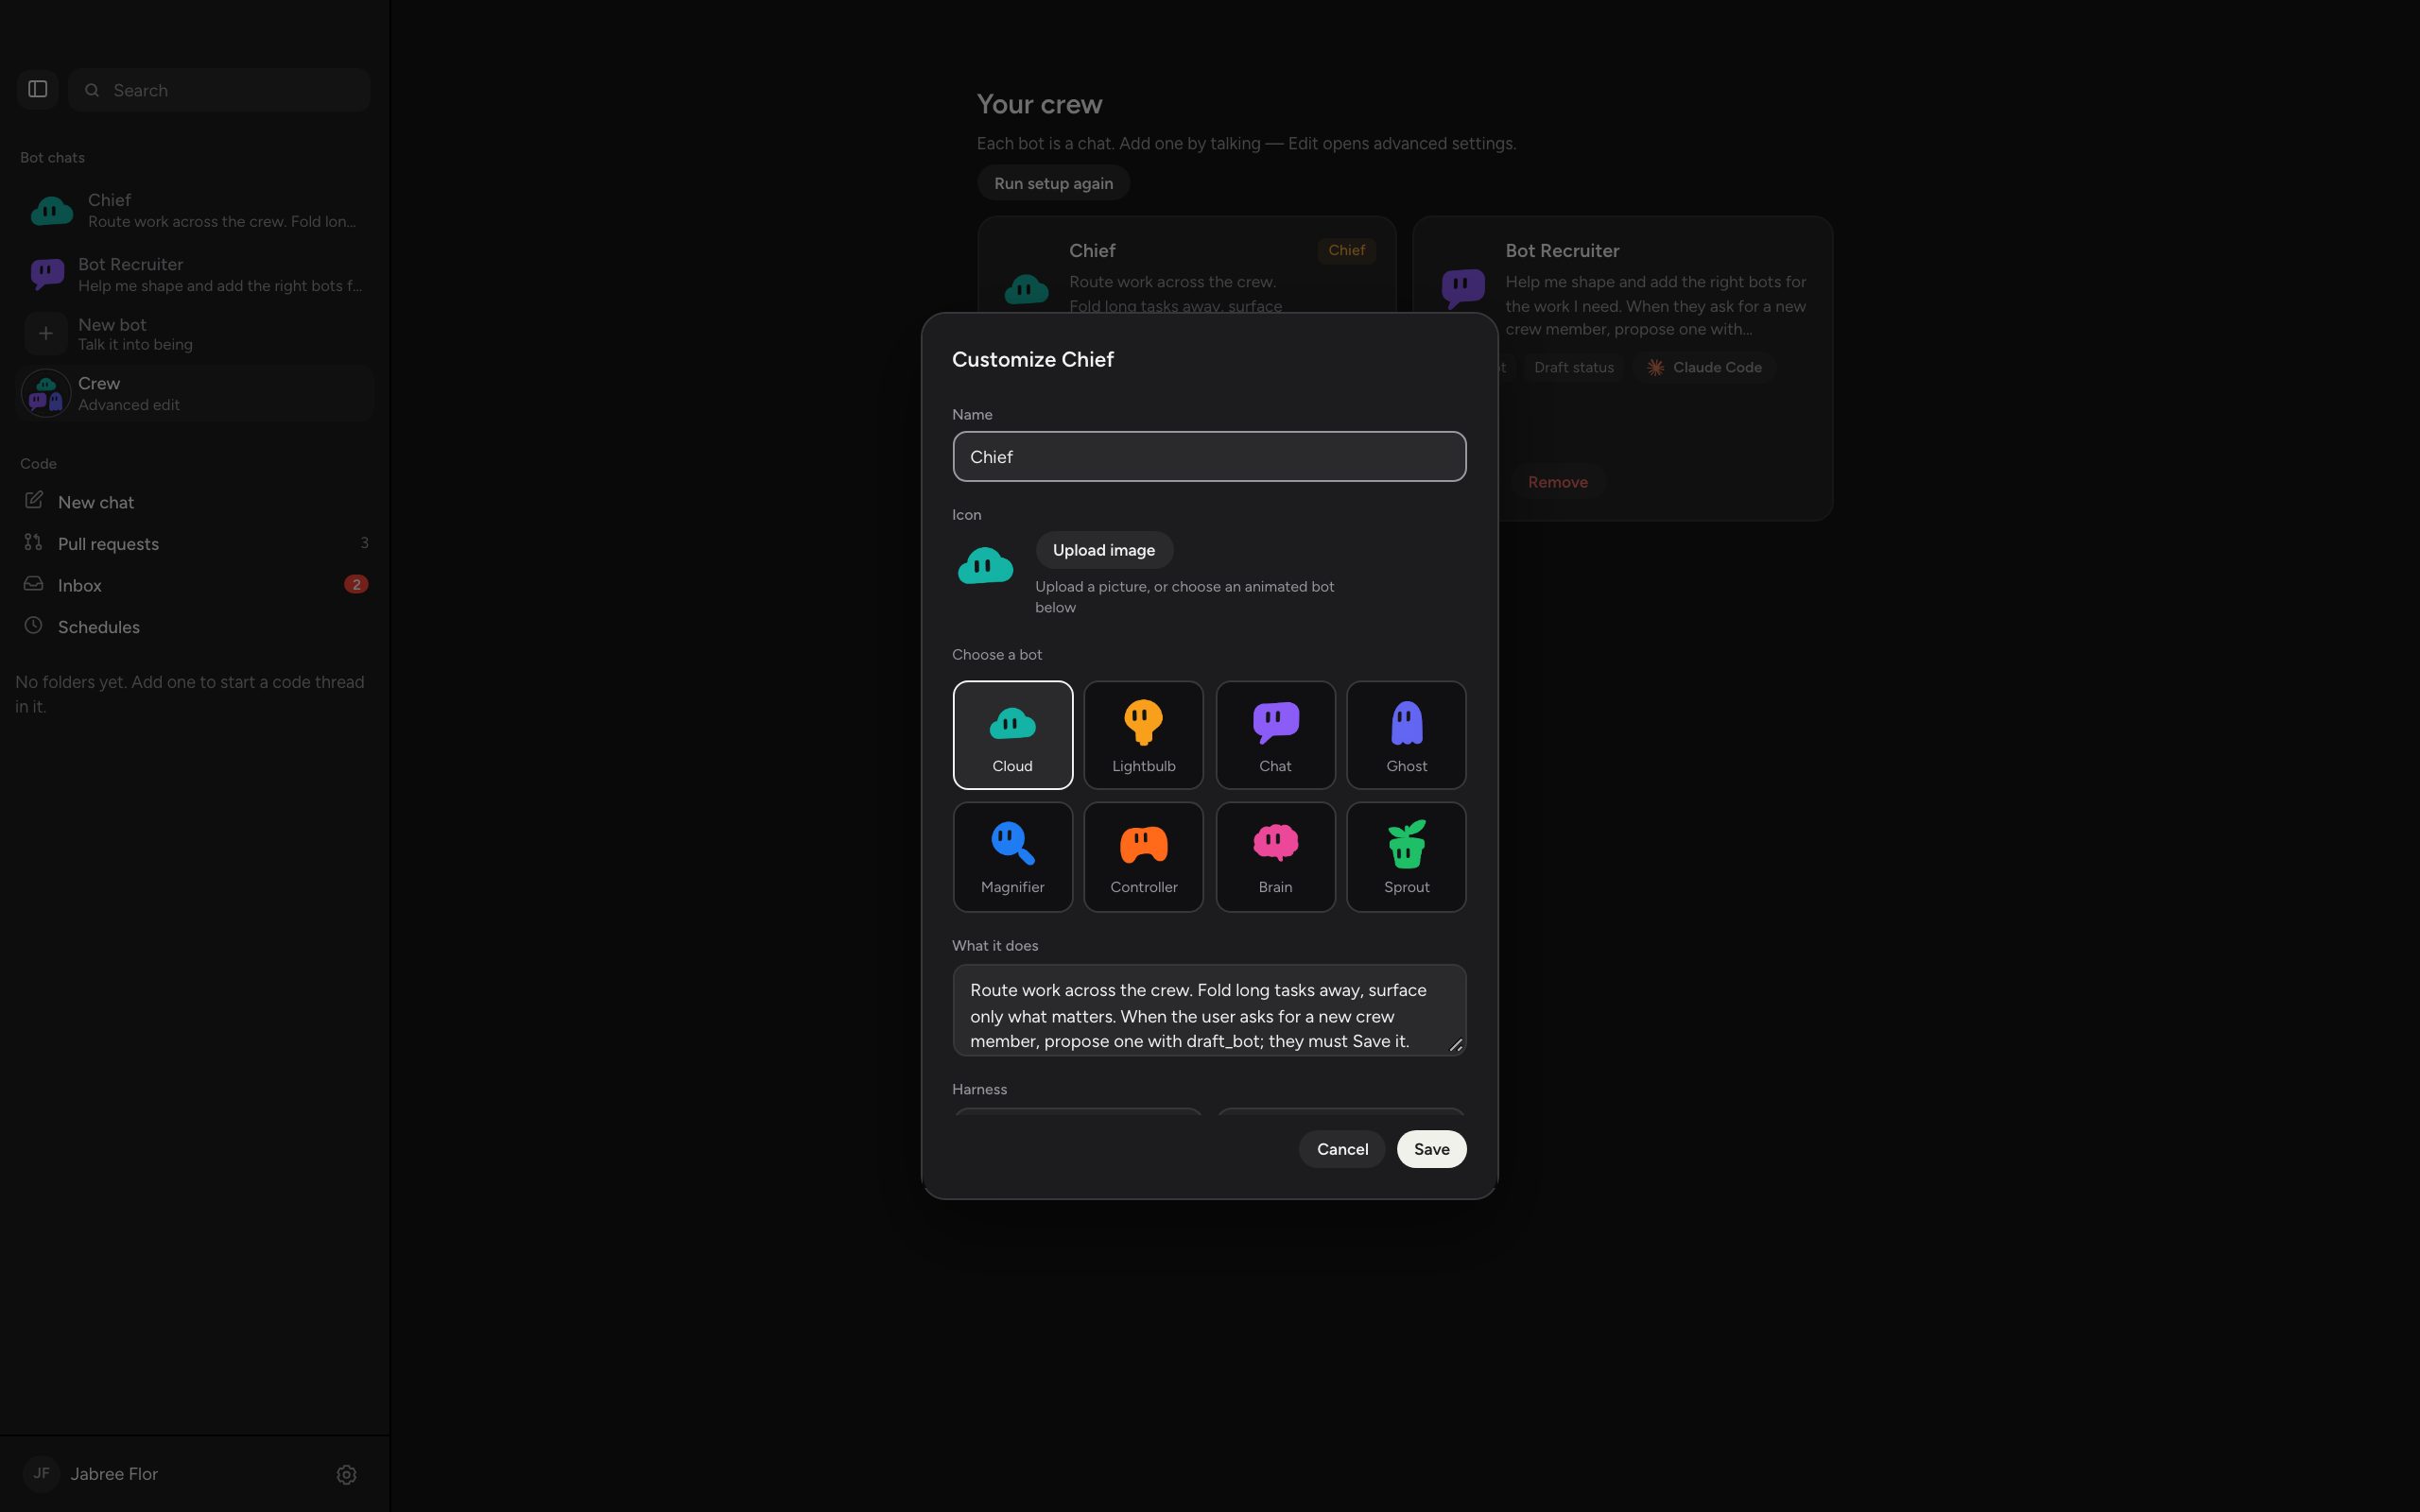 Search
Bot chats
Chief
Route work across the crew. Fold lon...
Bot Recruiter
Help me shape and add the right bots f...
New bot
Talk it into being
Crew
Advanced edit
Code
New chat
Pull requests 3
Inbox 2
Schedules
No folders yet. Add one to start a code thread
in it.
JF Jabree Flor
Your crew
Each bot is a chat. Add one by talking — Edit opens advanced settings.
Run setup again
Chief Chief
Route work across the crew.
Fold long tasks away, surface
Bot Recruiter
Help me shape and add the right bots for
the work I need. When they ask for a new
crew member, propose one with...
Draft status Claude Code
Remove
Customize Chief
Name
Chief
Icon
Upload image
Upload a picture, or choose an animated bot
below
Choose a bot
Cloud Lightbulb Chat Ghost
Magnifier Controller Brain Sprout
What it does
Route work across the crew. Fold long tasks away, surface
only what matters. When the user asks for a new crew
member, propose one with draft_bot; they must Save it.
Harness
Cancel Save